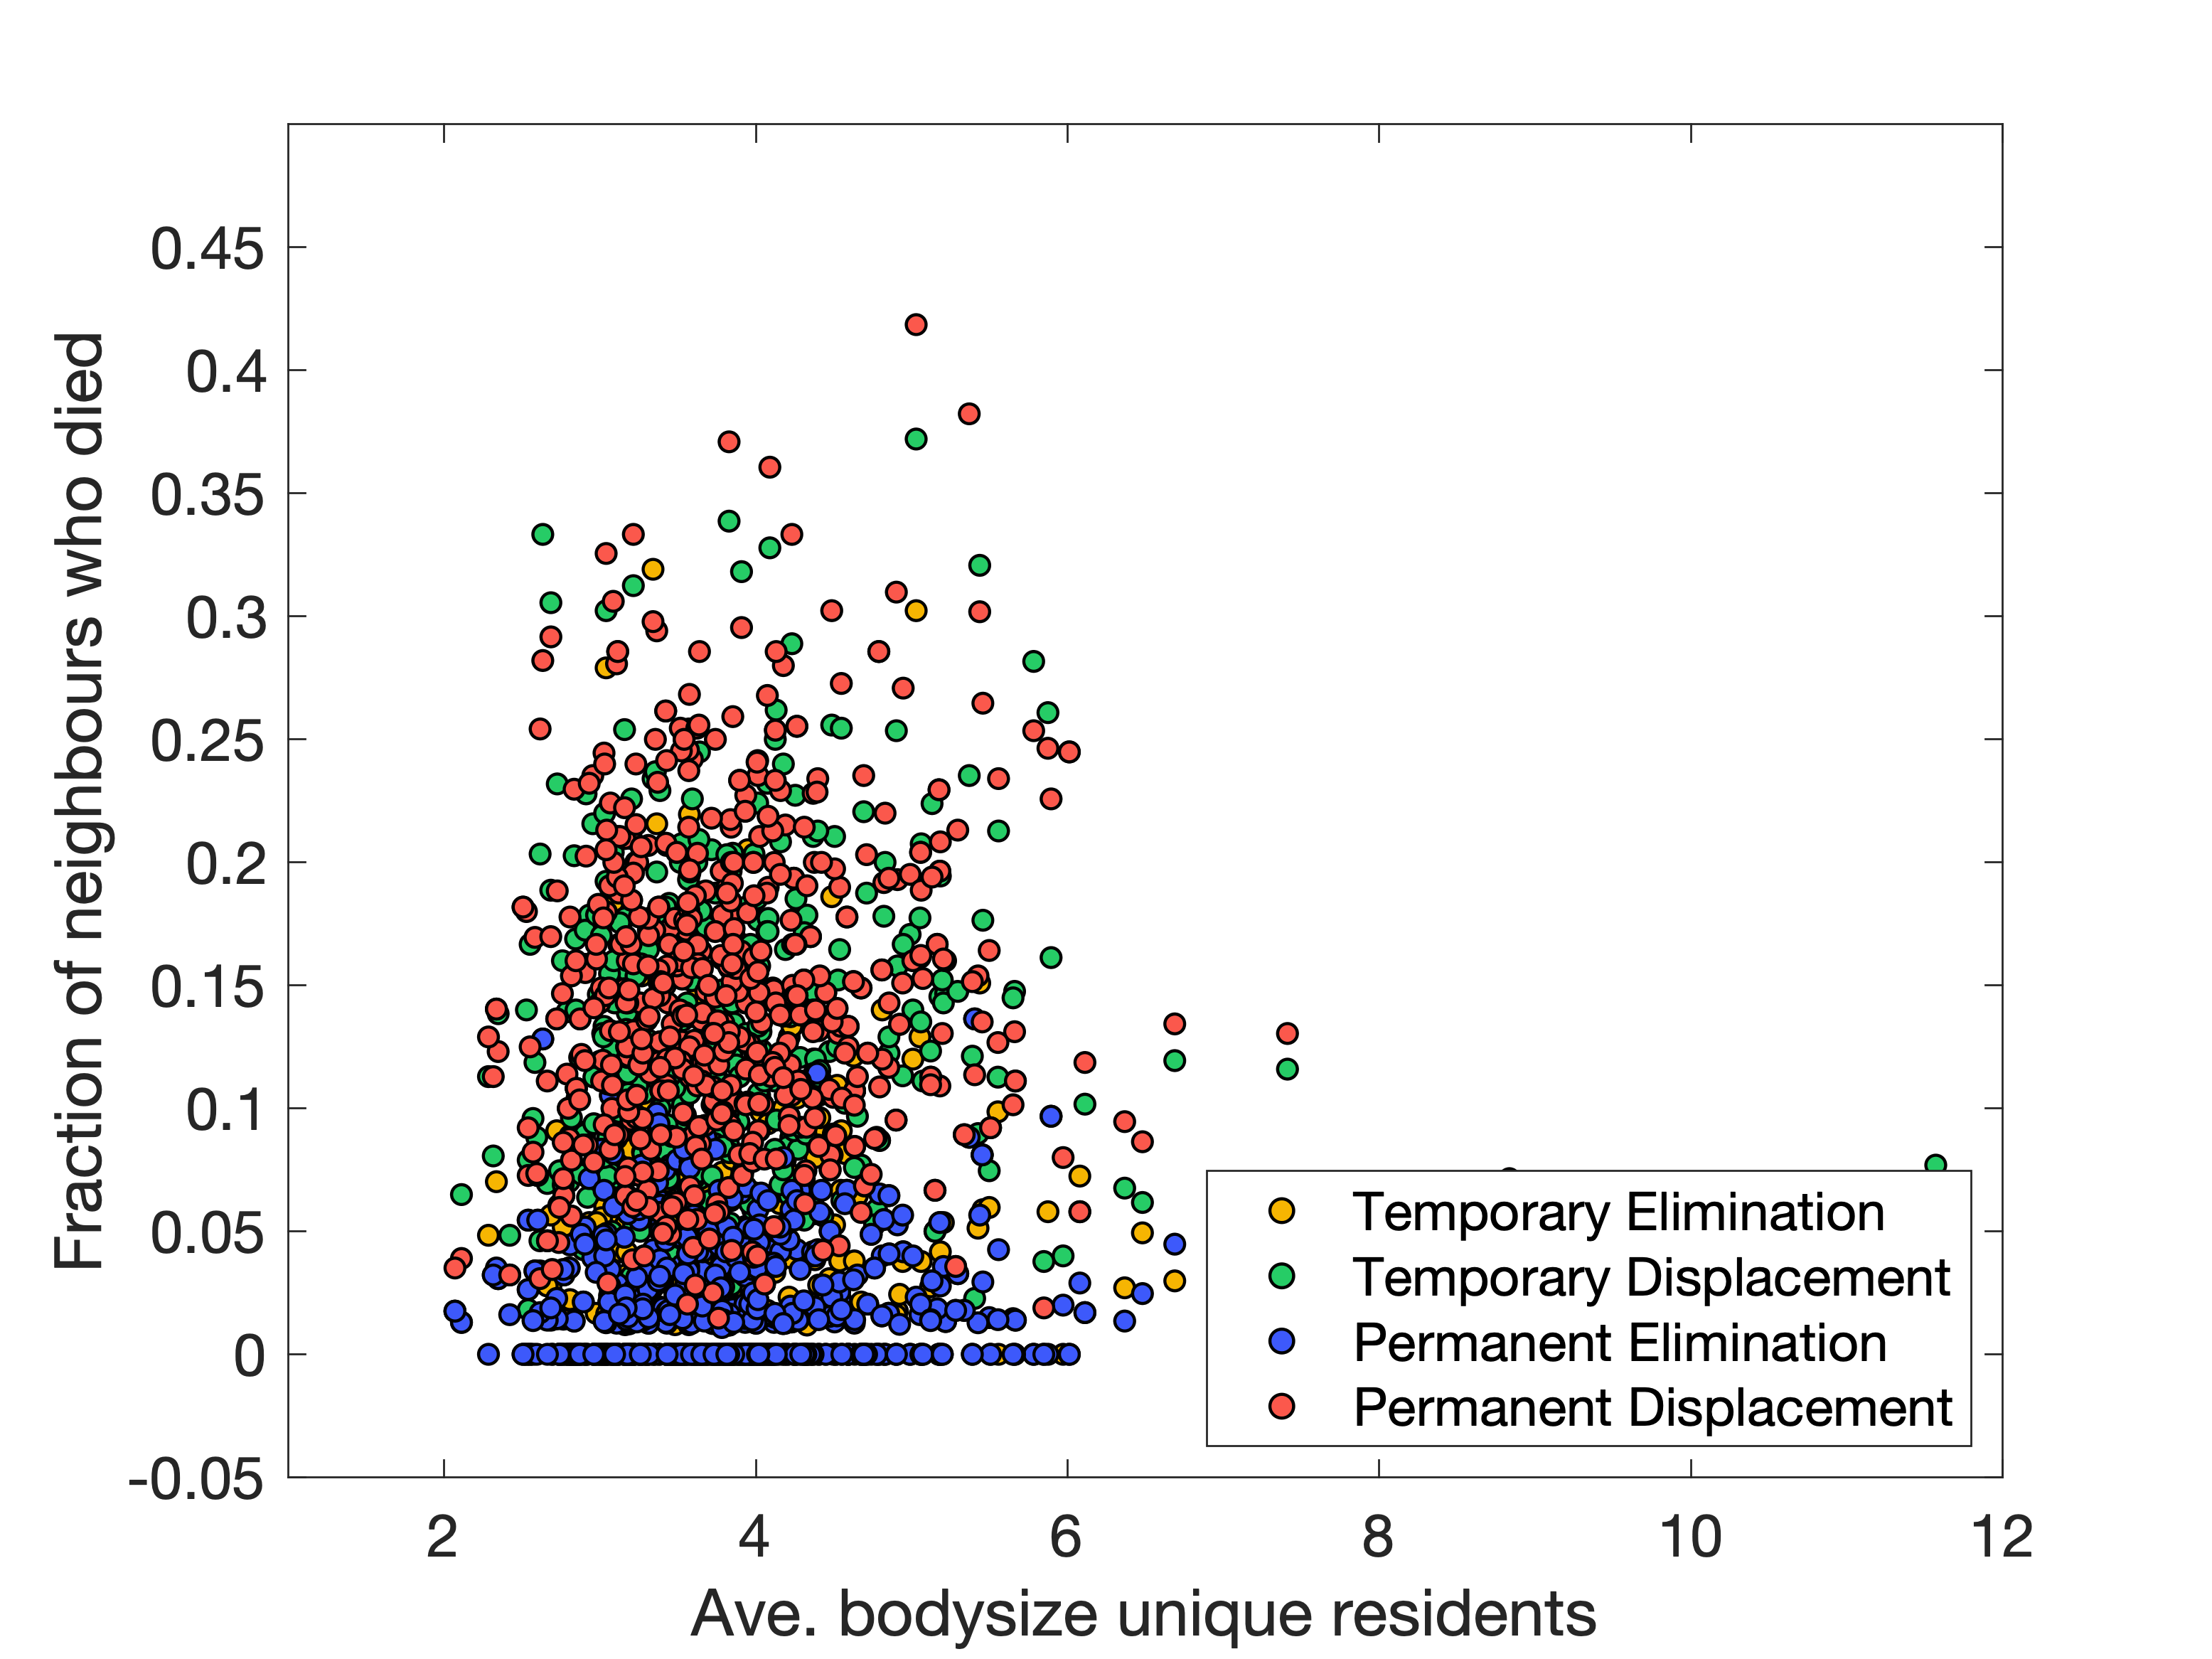 0.45
0.4
0.35
0.3
0.25
0.2
0.15
0.1
0.05
0
-0.05
Fraction of neighbours who died
2 4 6 8 10 12
Ave. bodysize unique residents
Temporary Elimination
Temporary Displacement
Permanent Elimination
Permanent Displacement